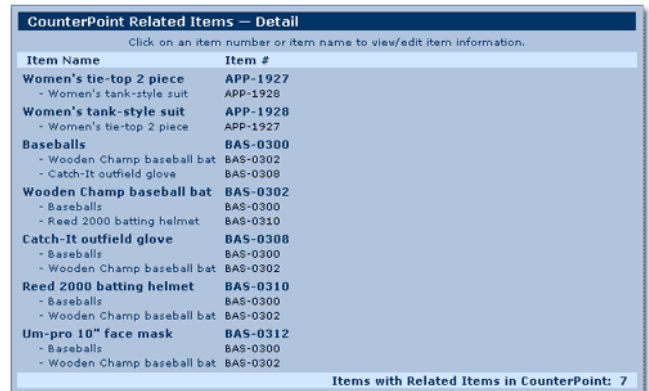 CounterPoint Related Items — Detail
Click on an item number or item name to view/edit item information.
Item Name Item #
Women's tie-top 2 piece APP-1927
- Women's tank-style suit APP-1928
Women's tank-style suit APP-1928
- Women's tie-top 2 piece APP-1927
Baseballs BAS-0300
- Wooden Champ baseball bat BAS-0302
- Catch-It outfield glove BAS-0308
Wooden Champ baseball bat BAS-0302
- Baseballs BAS-0300
- Reed 2000 batting helmet BAS-0310
Catch-It outfield glove BAS-0308
- Baseballs BAS-0300
- Wooden Champ baseball bat BAS-0302
Reed 2000 batting helmet BAS-0310
- Baseballs BAS-0300
- Wooden Champ baseball bat BAS-0302
Um-pro 10" face mask BAS-0312
- Baseballs BAS-0300
- Wooden Champ baseball bat BAS-0302
Items with Related Items in CounterPoint: 7